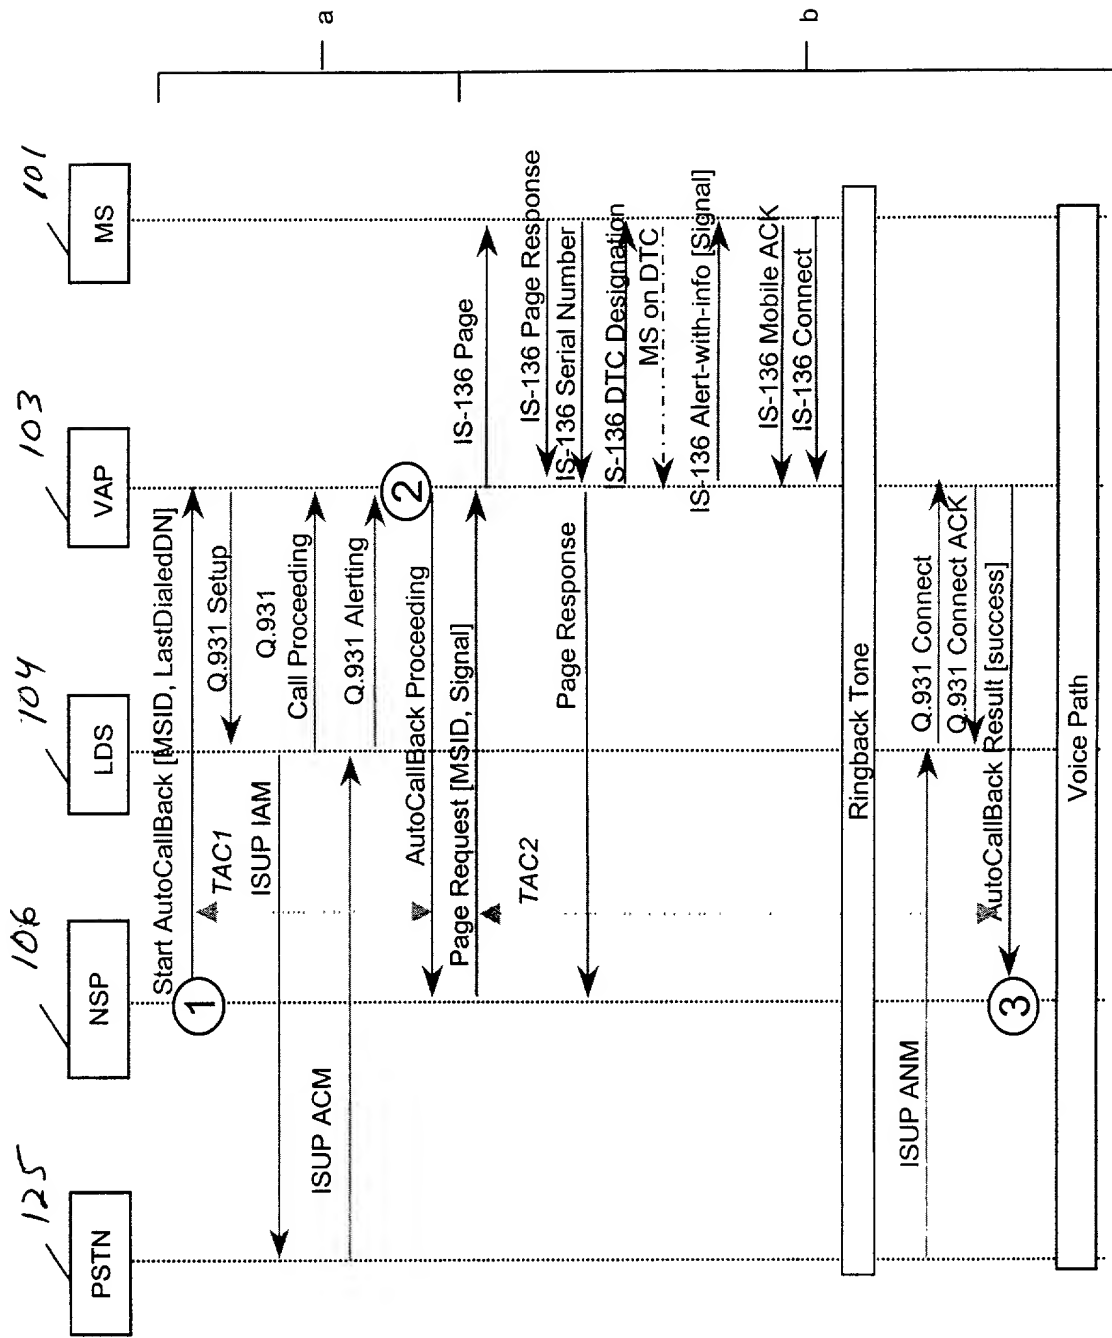 125
106
104
103
101
PSTN
NSP
LDS
VAP
MS
a
b
Start AutoCallBack [MSID, LastDialedDN]
1
TAC1
Q.931 Setup
ISUP IAM
Q.931
Call Proceeding
ISUP ACM
Q.931 Alerting
2
AutoCallBack Proceeding
Page Request [MSID, Signal]
IS-136 Page
TAC2
IS-136 Page Response
Page Response
IS-136 Serial Number
IS-136 DTC Designation
MS on DTC
IS-136 Alert-with-info [Signal]
IS-136 Mobile ACK
IS-136 Connect
Ringback Tone
ISUP ANM
Q.931 Connect
Q.931 Connect ACK
AutoCallBack Result [success]
3
Voice Path